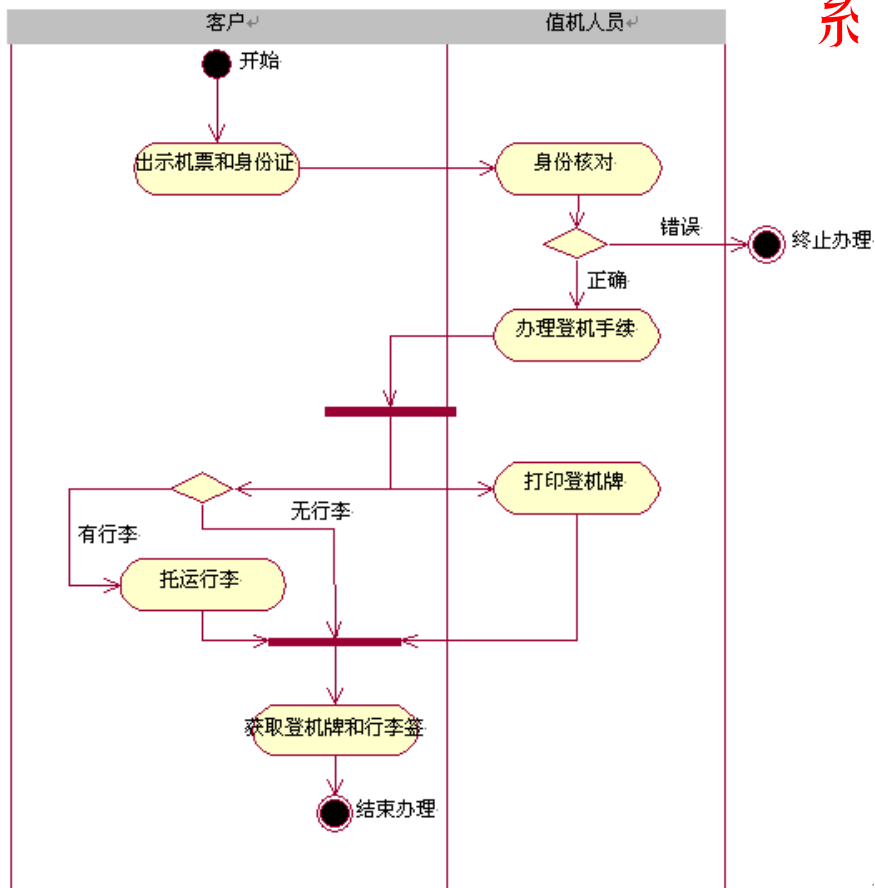 系
客户
值机人员
开始
出示机票和身份证
身份核对
错误
终止办理
正确
办理登机手续
打印登机牌
无行李
有行李
托运行李
获取登机牌和行李签
结束办理